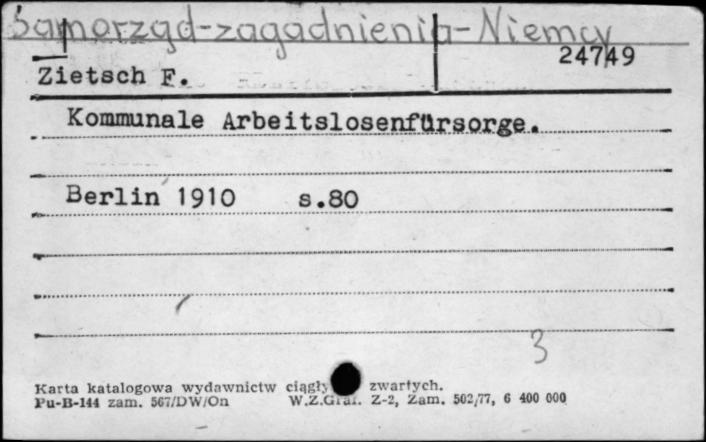 Samorząd-zagadnienia-Niemcy
24749
Zietsch F.
Kommunale Arbeitslosenfürsorge.
Berlin 1910 s.80
3
Karta katalogowa wydawnictw ciągły zwartych.
Pu-B-144 zam. 567/DW/On W.Z.Graf. Z-2, Zam. 502/77, 6 400 000